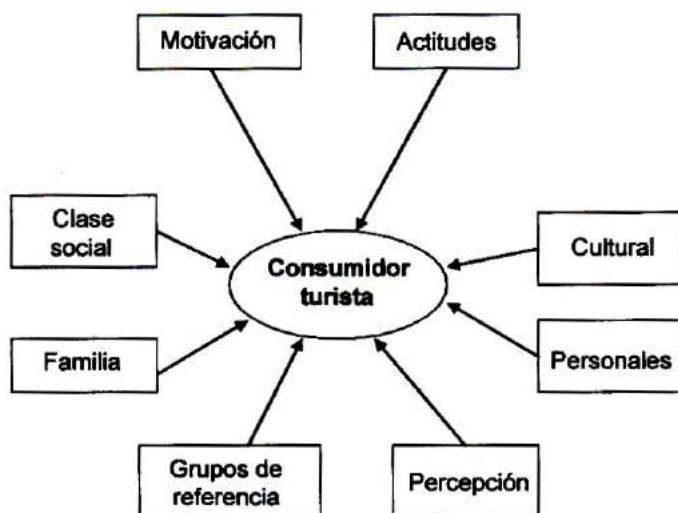 Motivación
Actitudes
Clase
social
Consumidor
turista
Cultural
Familia
Personales
Grupos de
referencia
Percepción